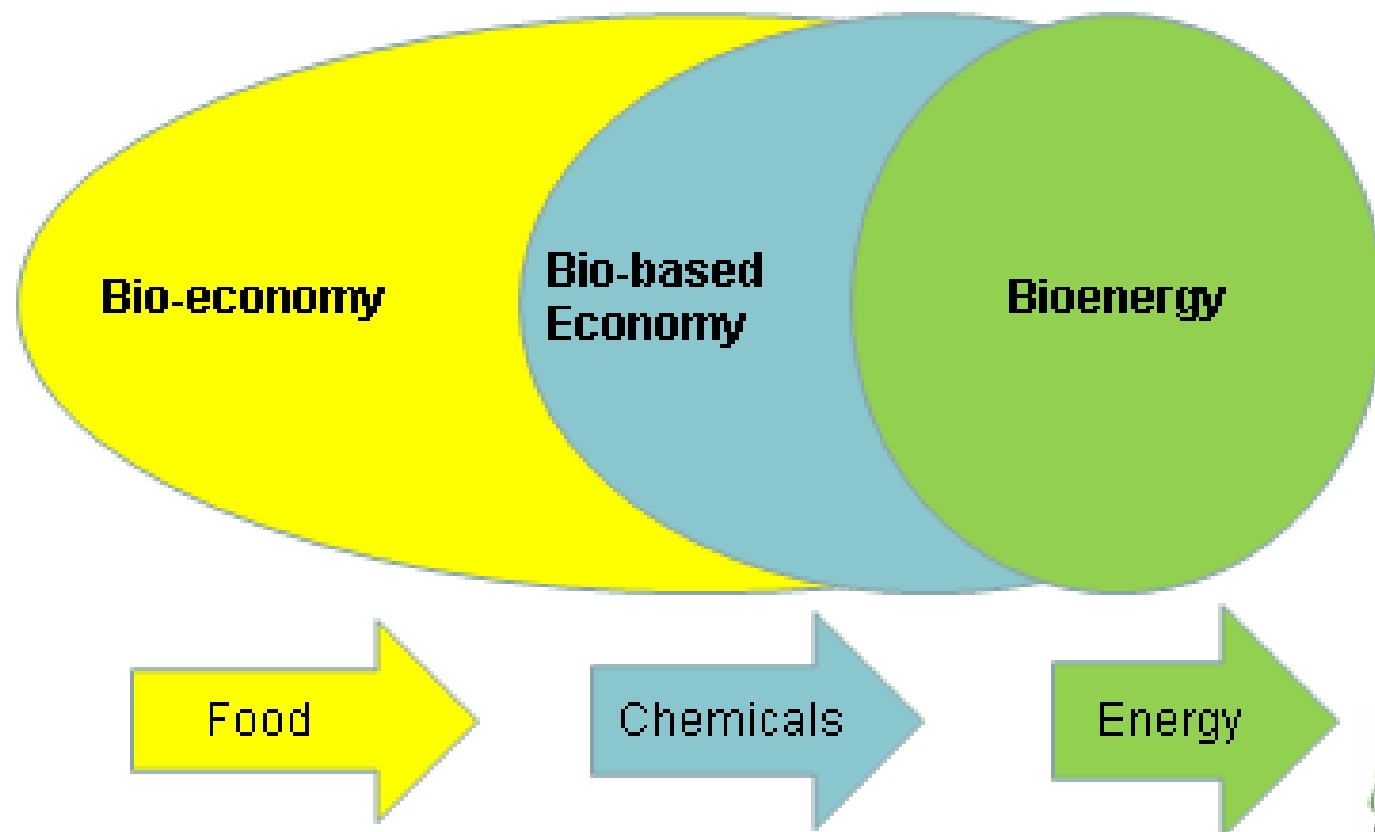 Bio-economy
Bio-based
Economy
Bioenergy
Food
Chemicals
Energy